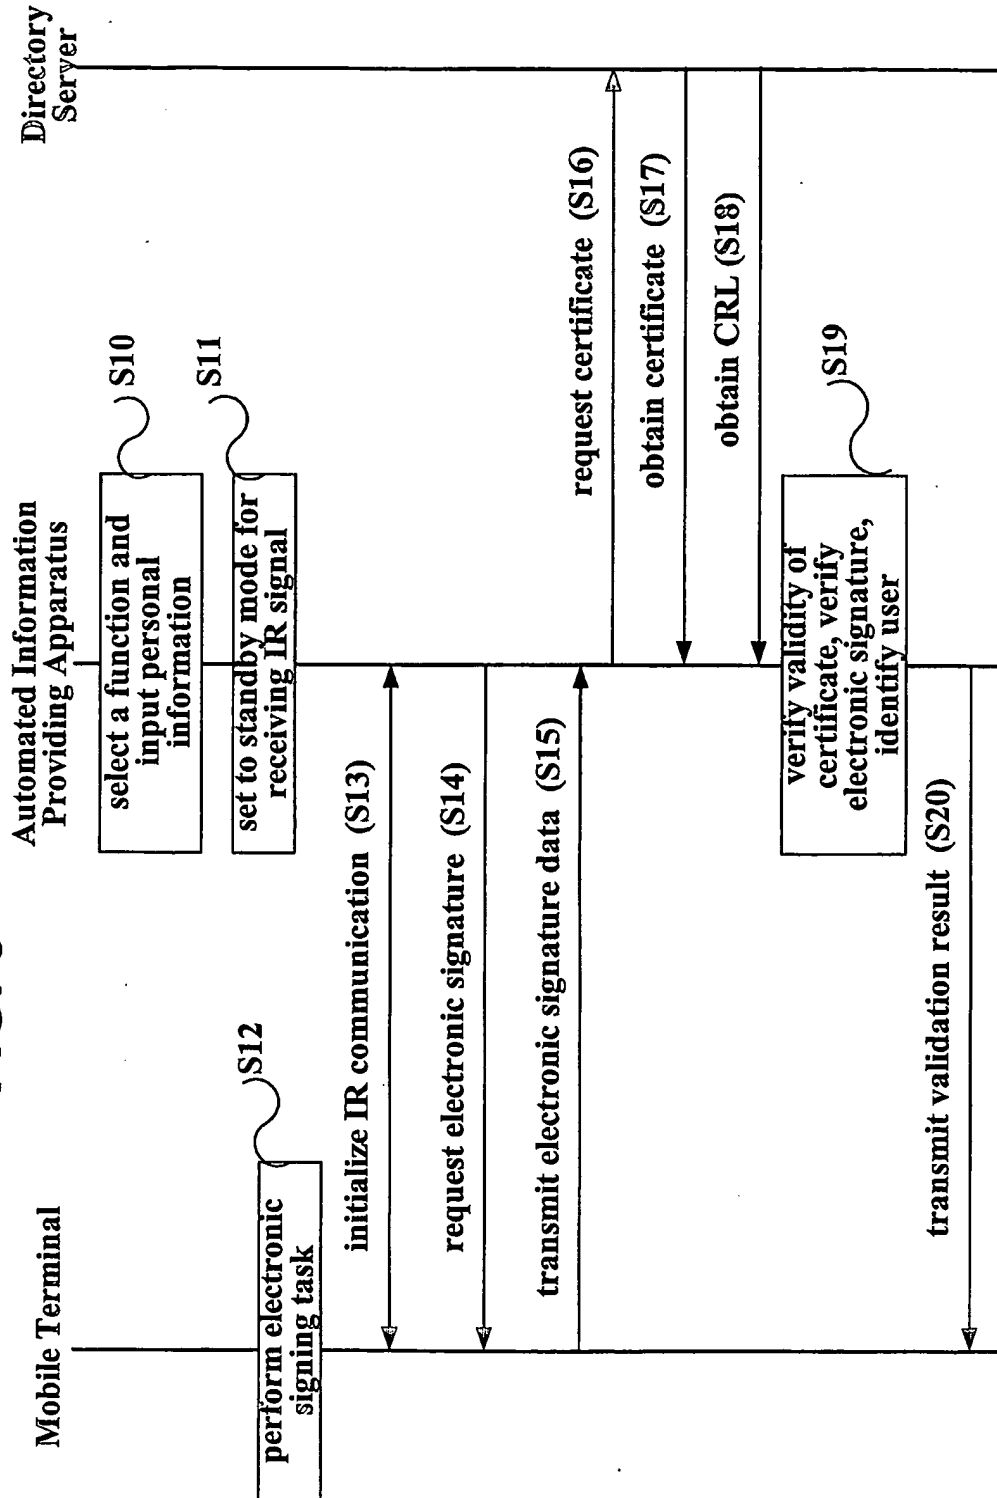 Mobile Terminal
Automated Information
Providing Apparatus
Directory
Server
select a function and
input personal
information
S10
set to standby mode for
receiving IR signal
S11
perform electronic
signing task
S12
initialize IR communication (S13)
request electronic signature (S14)
transmit electronic signature data (S15)
request certificate (S16)
obtain certificate (S17)
obtain CRL (S18)
verify validity of
certificate, verify
electronic signature,
identify user
S19
transmit validation result (S20)